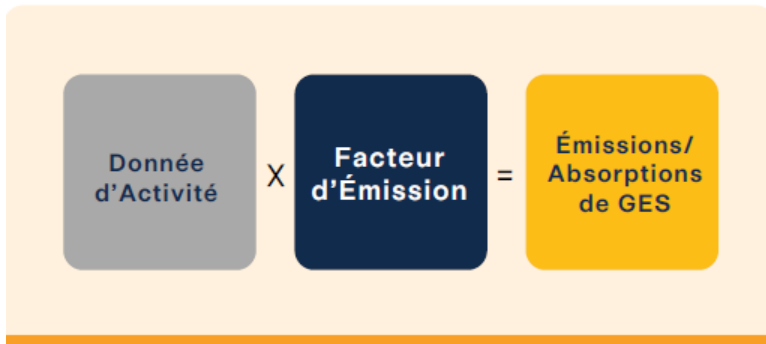 Donnée
d'Activité
X
Facteur
d'Émission
=
Émissions/
Absorptions
de GES